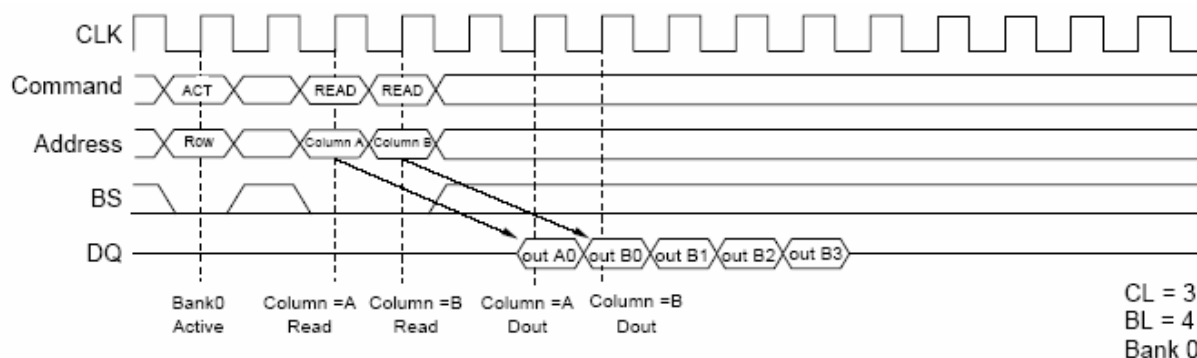 CLK
Command ACT READ READ
Address Row Column A Column B
BS
DQ out A0 out B0 out B1 out B2 out B3
Bank0 Column =A Column =B Column =A Column =B
Active Read Read Dout Dout
CL = 3
BL = 4
Bank 0